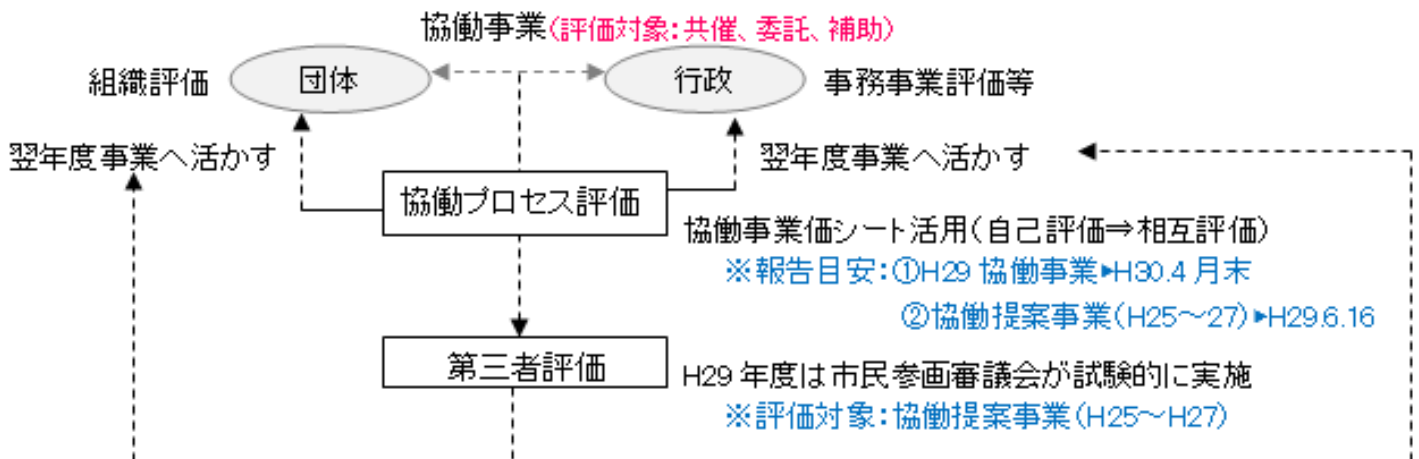 協働事業(評価対象:共催、委託、補助)
組織評価 団体 行政 事務事業評価等
翌年度事業へ活かす 翌年度事業へ活かす
協働プロセス評価
協働事業価シート活用(自己評価⇒相互評価)
※報告目安:①H29 協働事業▶H30.4 月末
②協働提案事業(H25~27)▶H29.6.16
第三者評価
H29 年度は市民参画審議会が試験的に実施
※評価対象:協働提案事業(H25~H27)